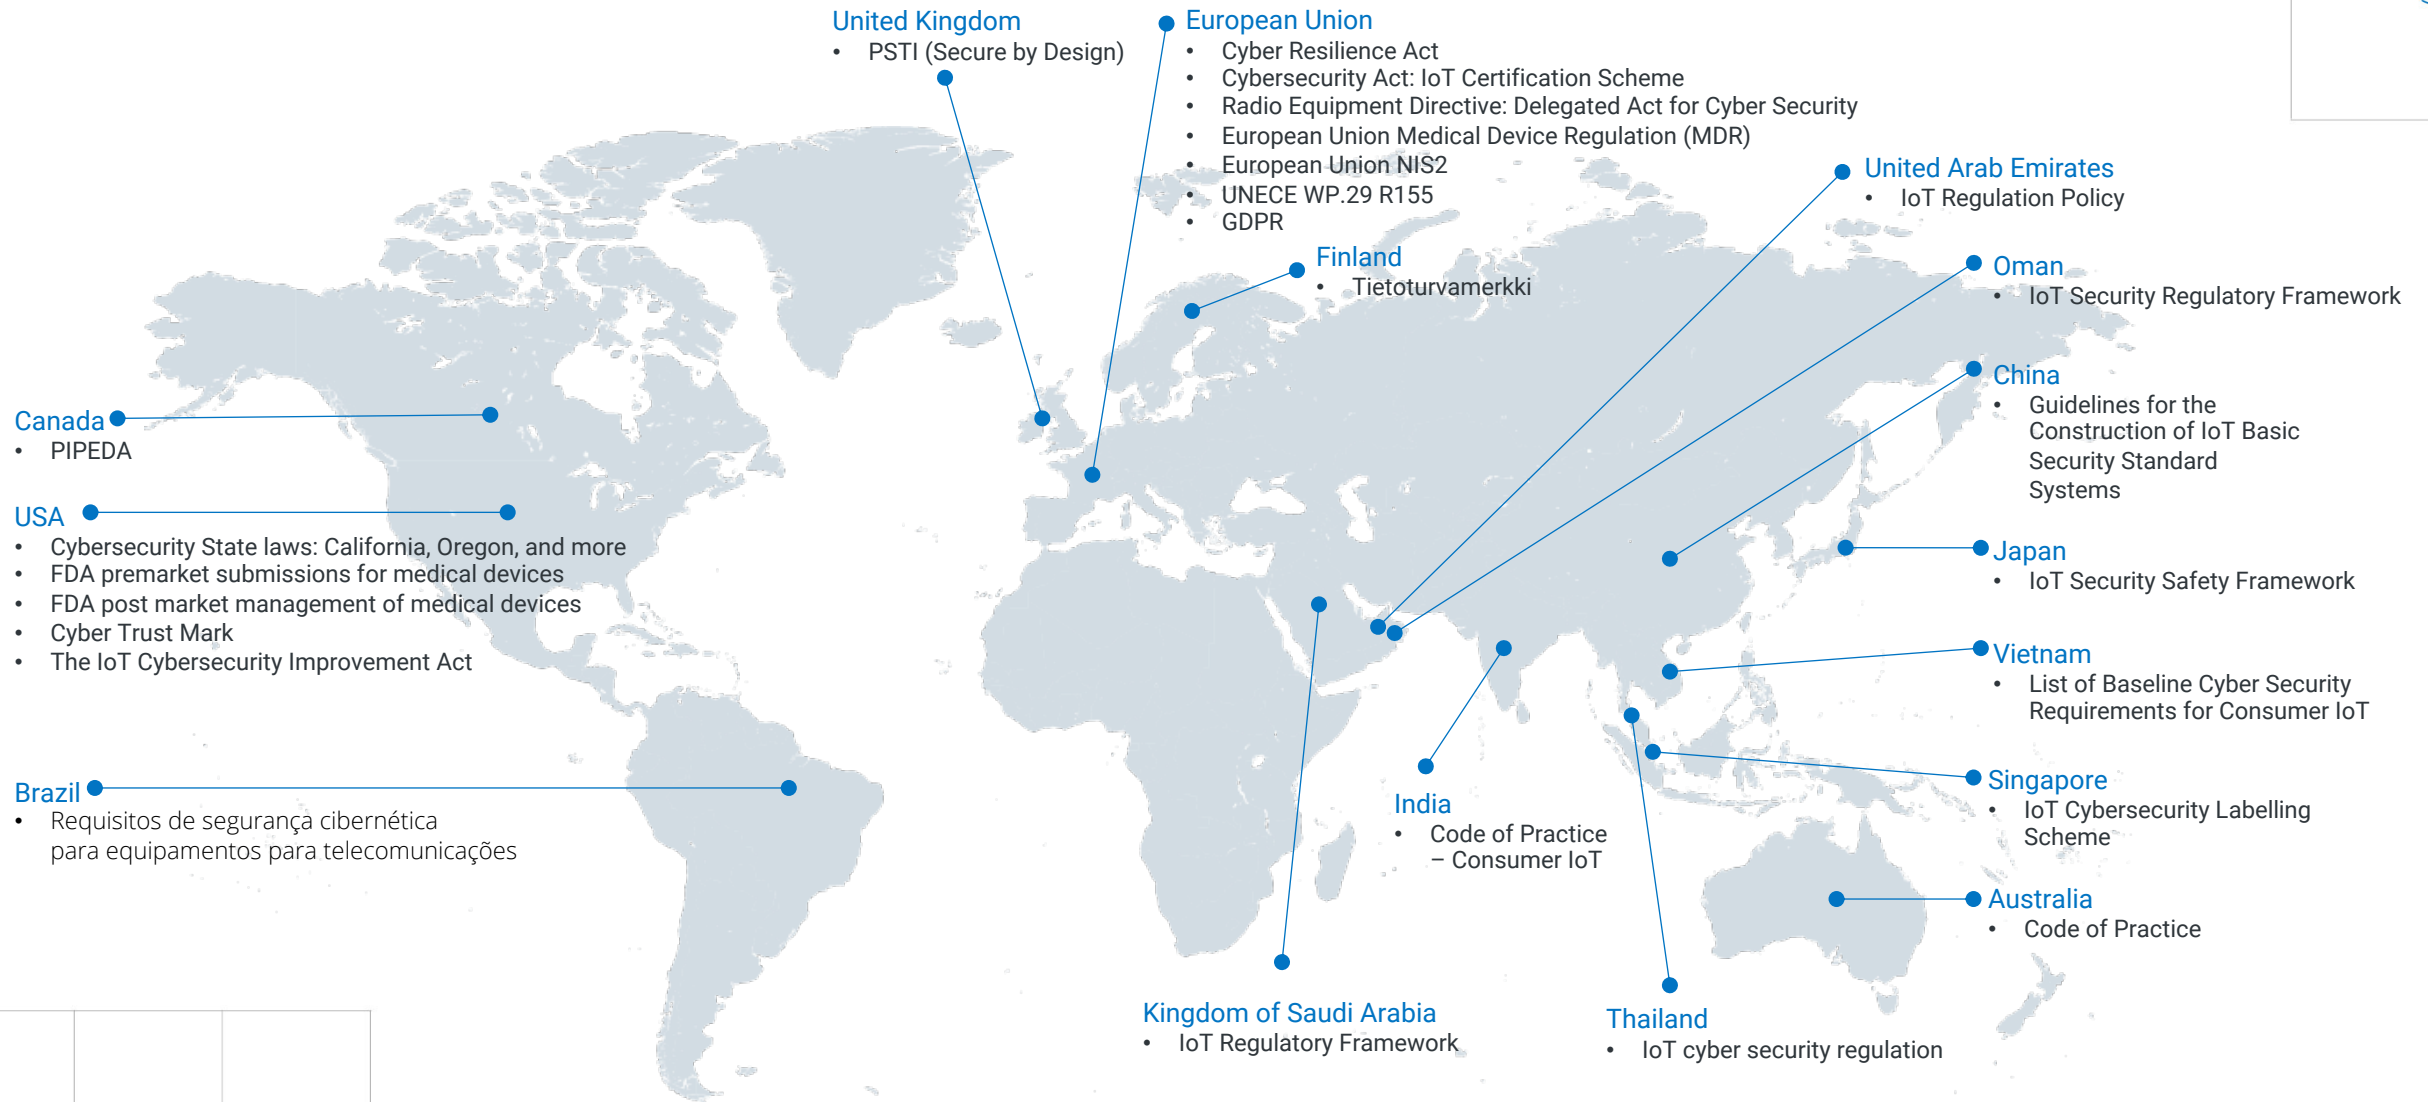 United Kingdom
• PSTI (Secure by Design)
European Union
• Cyber Resilience Act
• Cybersecurity Act: IoT Certification Scheme
• Radio Equipment Directive: Delegated Act for Cyber Security
• European Union Medical Device Regulation (MDR)
• European Union NIS2
• UNECE WP.29 R155
• GDPR
Finland
• Tietoturvamerkki
United Arab Emirates
• IoT Regulation Policy
Oman
• IoT Security Regulatory Framework
China
• Guidelines for the
Construction of IoT Basic
Security Standard
Systems
Canada
• PIPEDA
USA
• Cybersecurity State laws: California, Oregon, and more
• FDA premarket submissions for medical devices
• FDA post market management of medical devices
• Cyber Trust Mark
• The IoT Cybersecurity Improvement Act
Japan
• IoT Security Safety Framework
Vietnam
• List of Baseline Cyber Security
Requirements for Consumer IoT
Brazil
• Requisitos de segurança cibernética
para equipamentos para telecomunicações
India
• Code of Practice
– Consumer IoT
Singapore
• IoT Cybersecurity Labelling
Scheme
Australia
• Code of Practice
Kingdom of Saudi Arabia
• IoT Regulatory Framework
Thailand
• IoT cyber security regulation